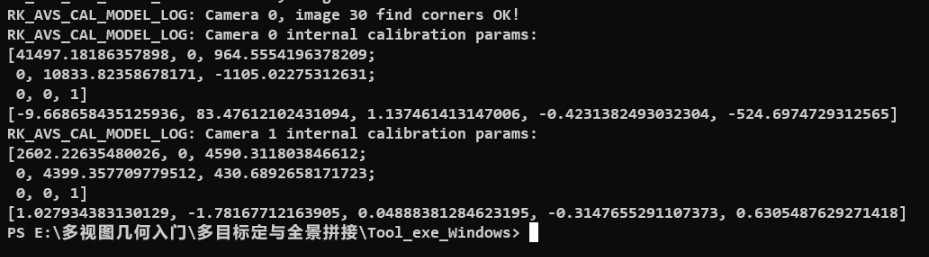 RK_AVS_CAL_MODEL_LOG: Camera 0, image 30 find corners OK!
RK_AVS_CAL_MODEL_LOG: Camera 0 internal calibration params:
[41497.18186357898, 0, 964.5554196378209;
 0, 10833.82358678171, -1105.02275312631;
 0, 0, 1]
[-9.668658435125936, 83.47612102431094, 1.137461413147006, -0.4231382493032304, -524.6974729312565]
RK_AVS_CAL_MODEL_LOG: Camera 1 internal calibration params:
[2602.22635480026, 0, 4590.311803846612;
 0, 4399.357709779512, 430.6892658171723;
 0, 0, 1]
[1.027934383130129, -1.78167712163905, 0.04888381284623195, -0.3147655291107373, 0.6305487629271418]
PS E:\多视图几何入门\多目标定与全景拼接\Tool_exe_Windows>